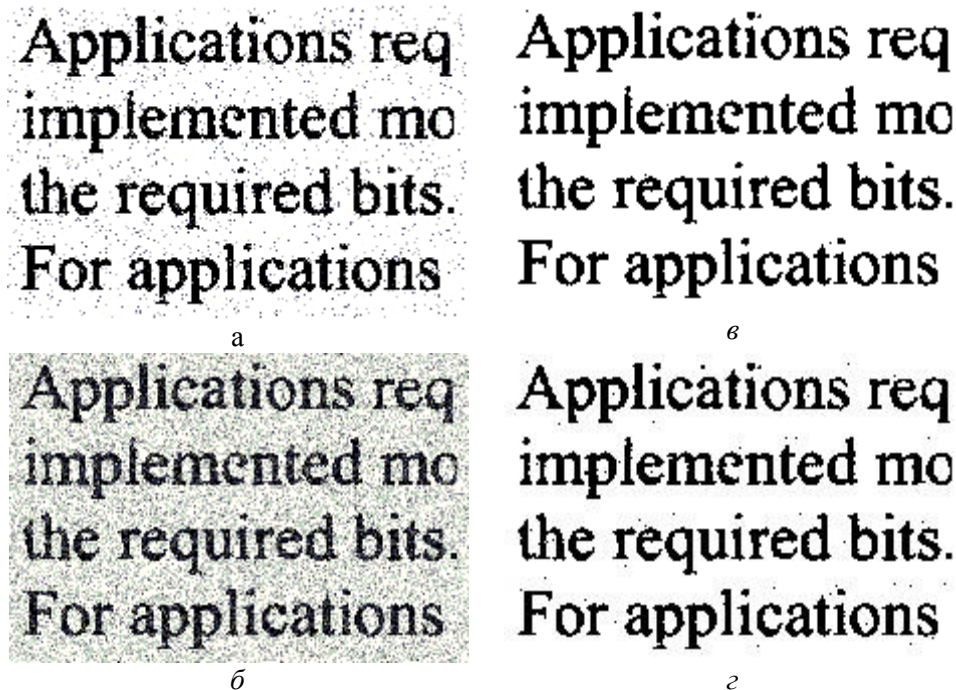 Applications req
implemented mo
the required bits.
For applications
а
Applications req
implemented mo
the required bits.
For applications
в
Applications req
implemented mo
the required bits.
For applications
б
Applications req
implemented mo
the required bits.
For applications
г